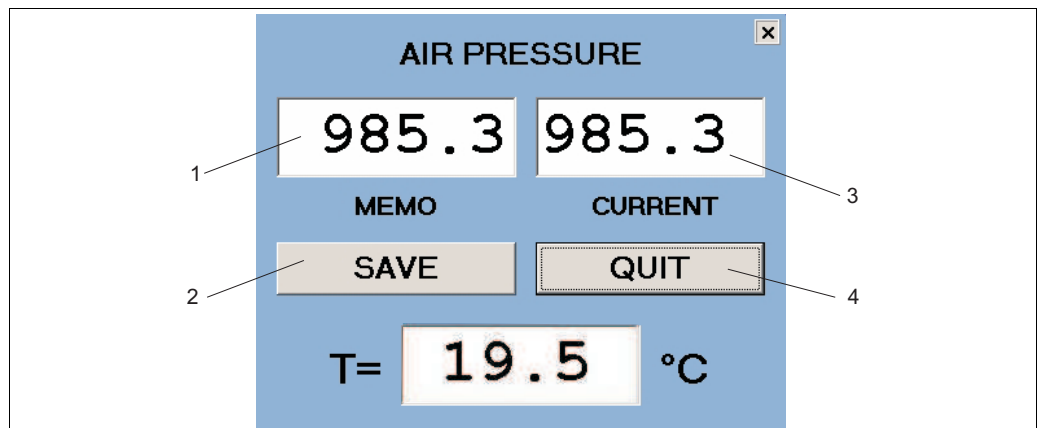 AIR PRESSURE
985.3 985.3
1
3
MEMO CURRENT
SAVE QUIT
2
4
T= 19.5 °C